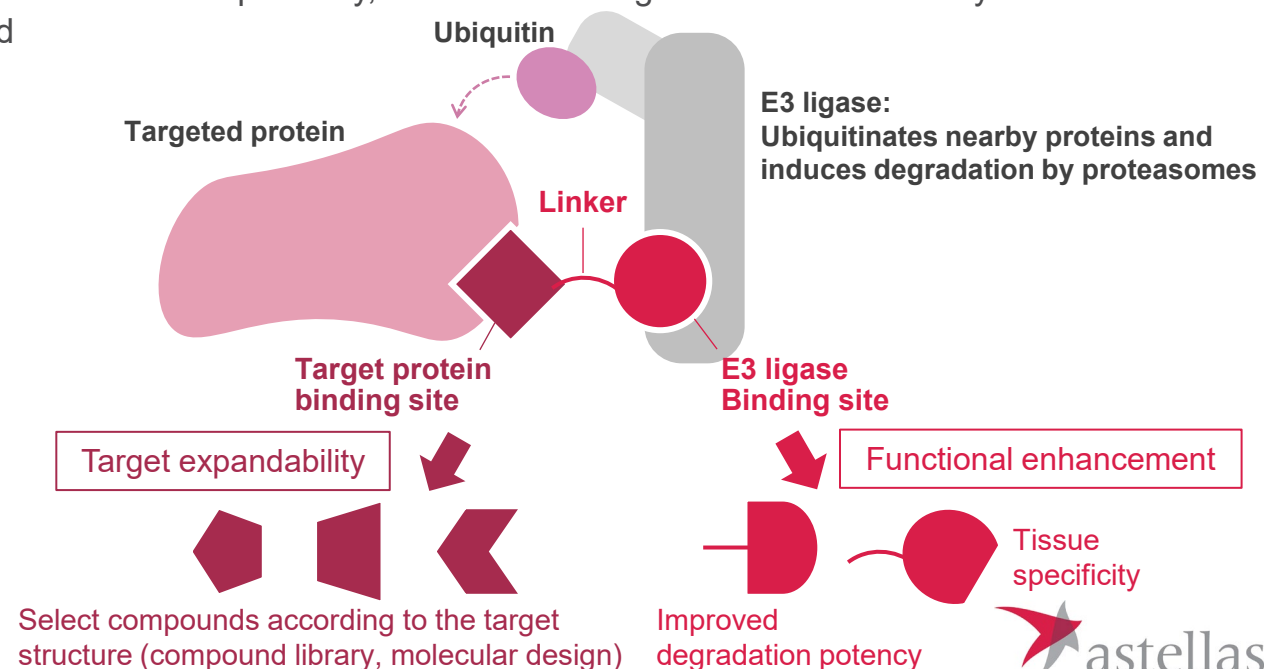 d
Ubiquitin
Targeted protein
E3 ligase:
Ubiquitinates nearby proteins and
induces degradation by proteasomes
Linker
Target protein
binding site
E3 ligase
Binding site
Target expandability
Functional enhancement
Tissue
specificity
Select compounds according to the target
structure (compound library, molecular design)
Improved
degradation potency
astellas